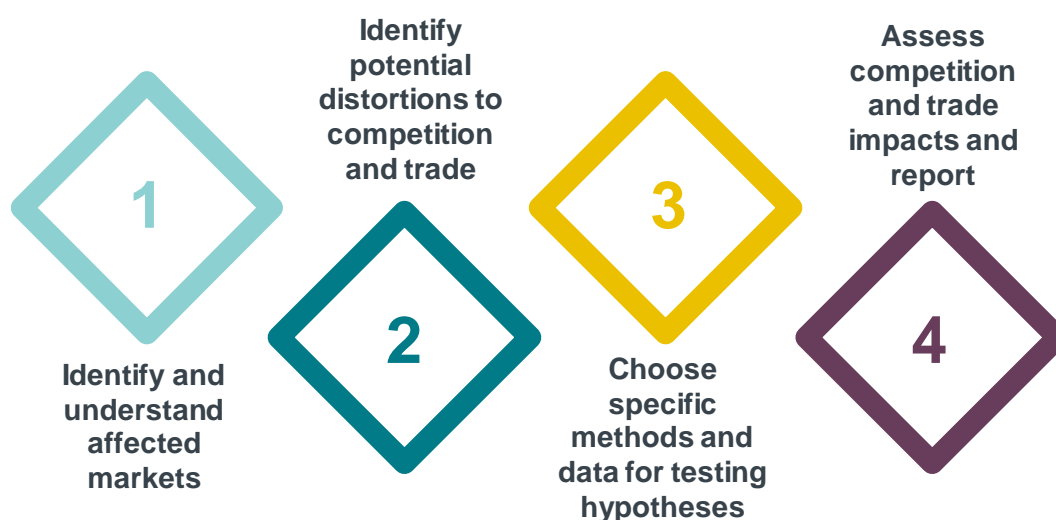 1
Identify and
understand
affected
markets
Identify
potential
distortions to
competition
and trade
2
3
Choose
specific
methods and
data for testing
hypotheses
Assess
competition
and trade
impacts and
report
4